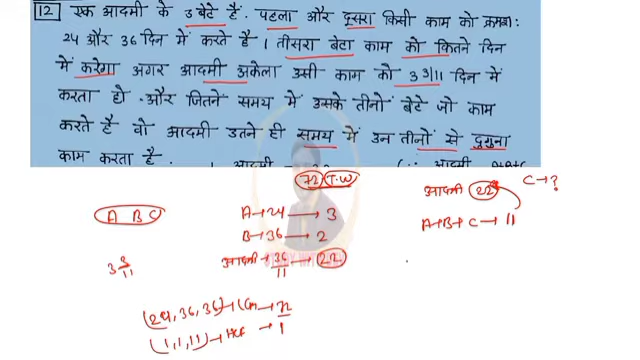 12 एक आदमी के 3 बेटे हैं. पहला और दूसरा किसी काम को क्रमशः
24 और 36 दिन में करते है । तीसरा बेटा काम को कितने दिन
में करेगा अगर आदमी अकेला उसी काम को 3 3/11 दिन में
करता हो . और जितने समय में उसके तीनों बेटे जो काम
करते हैं वो आदमी उतने ही समय में उन तीनों से दुगुना
काम करता है .
72 T.W
A B C
A→24 → 3
B→36 → 2
आदमी→ 36/11 → 22
3 3/11
(24, 36, 36)→LCM→ 72
(1, 1, 11)→HCF → 1
आदमी 22
C→ ?
A+B+C → 11